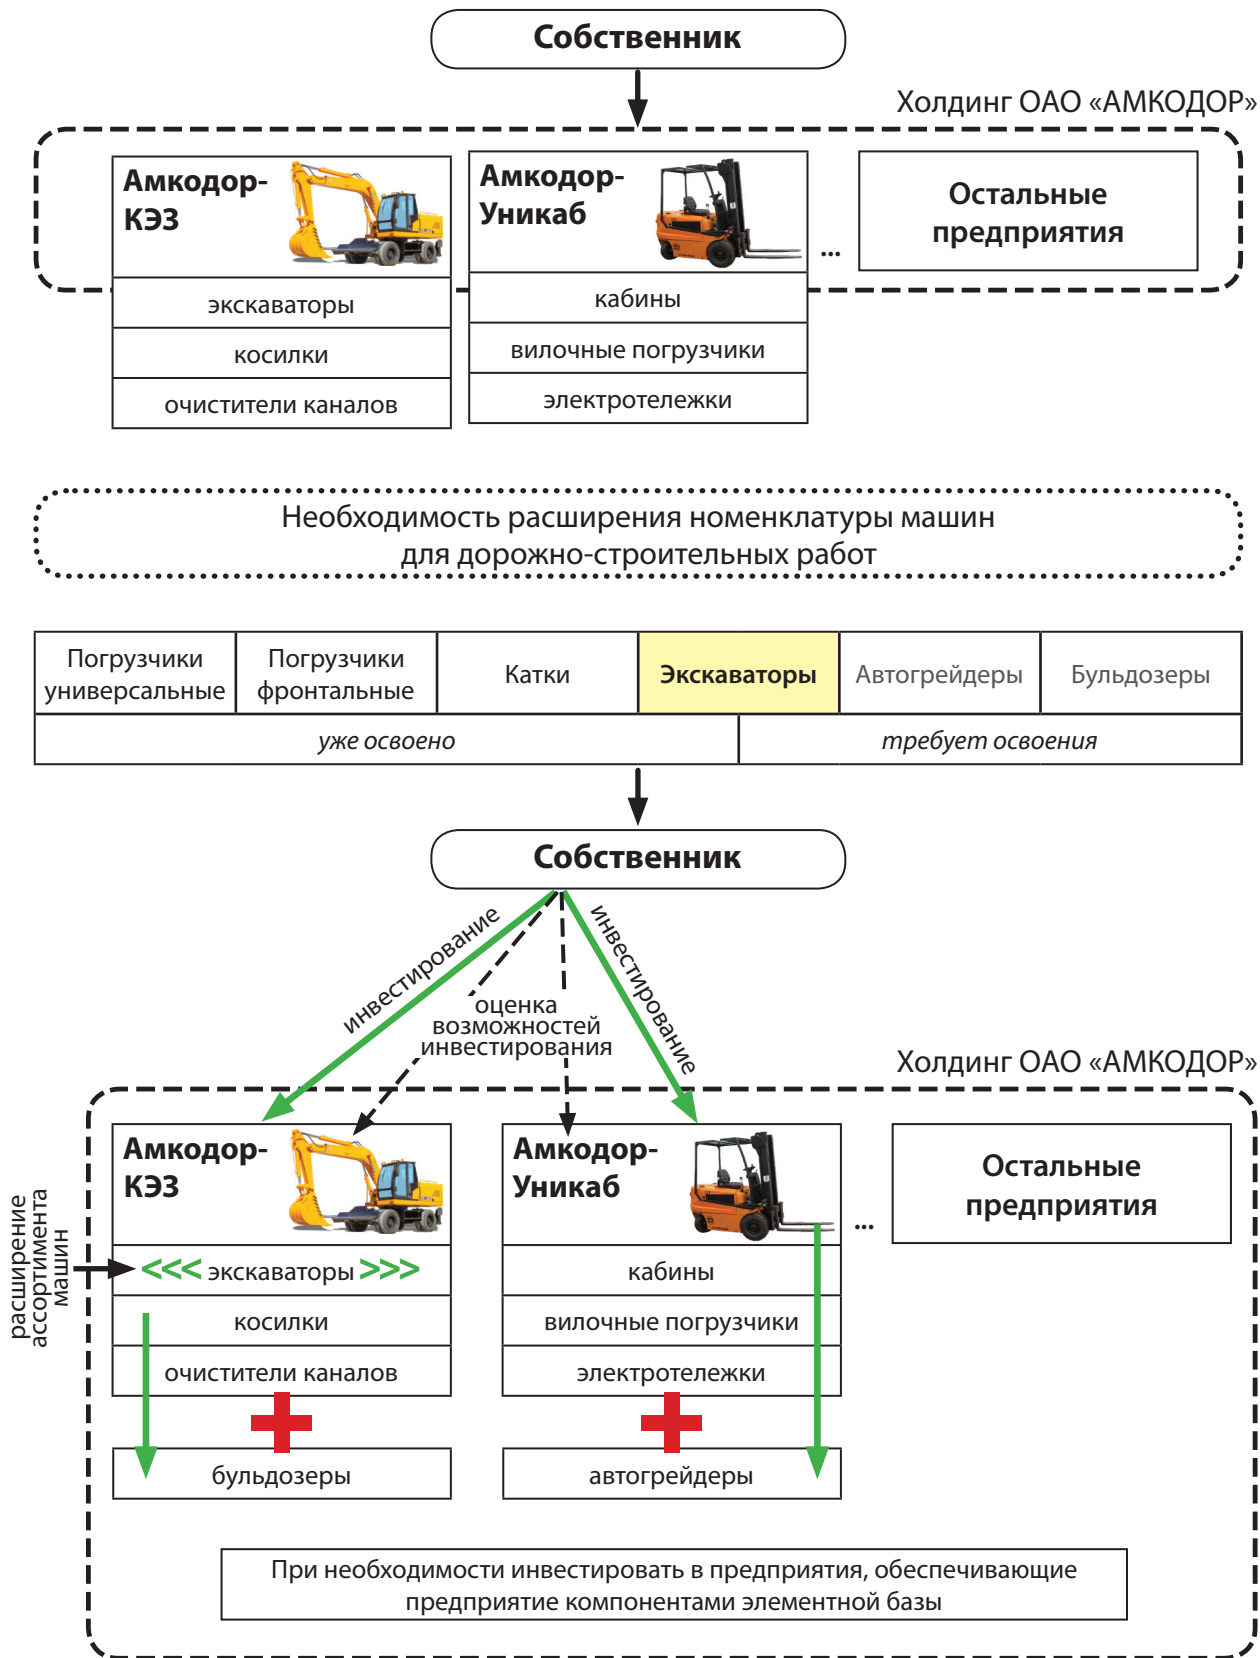 Собственник
Холдинг ОАО «АМКОДОР»
Амкодор-
КЭЗ
экскаваторы
косилки
очистители каналов
Амкодор-
Уникаб
кабины
вилочные погрузчики
электротележки
...
Остальные
предприятия
Необходимость расширения номенклатуры машин
для дорожно-строительных работ
Погрузчики
универсальные
Погрузчики
фронтальные
Катки
Экскаваторы
Автогрейдеры
Бульдозеры
уже освоено
требует освоения
Собственник
инвестирование
оценка
возможностей
инвестирования
инвестирование
Холдинг ОАО «АМКОДОР»
расширение
ассортимента
машин
Амкодор-
КЭЗ
<<< экскаваторы >>>
косилки
очистители каналов
бульдозеры
Амкодор-
Уникаб
кабины
вилочные погрузчики
электротележки
автогрейдеры
...
Остальные
предприятия
При необходимости инвестировать в предприятия, обеспечивающие
предприятие компонентами элементной базы